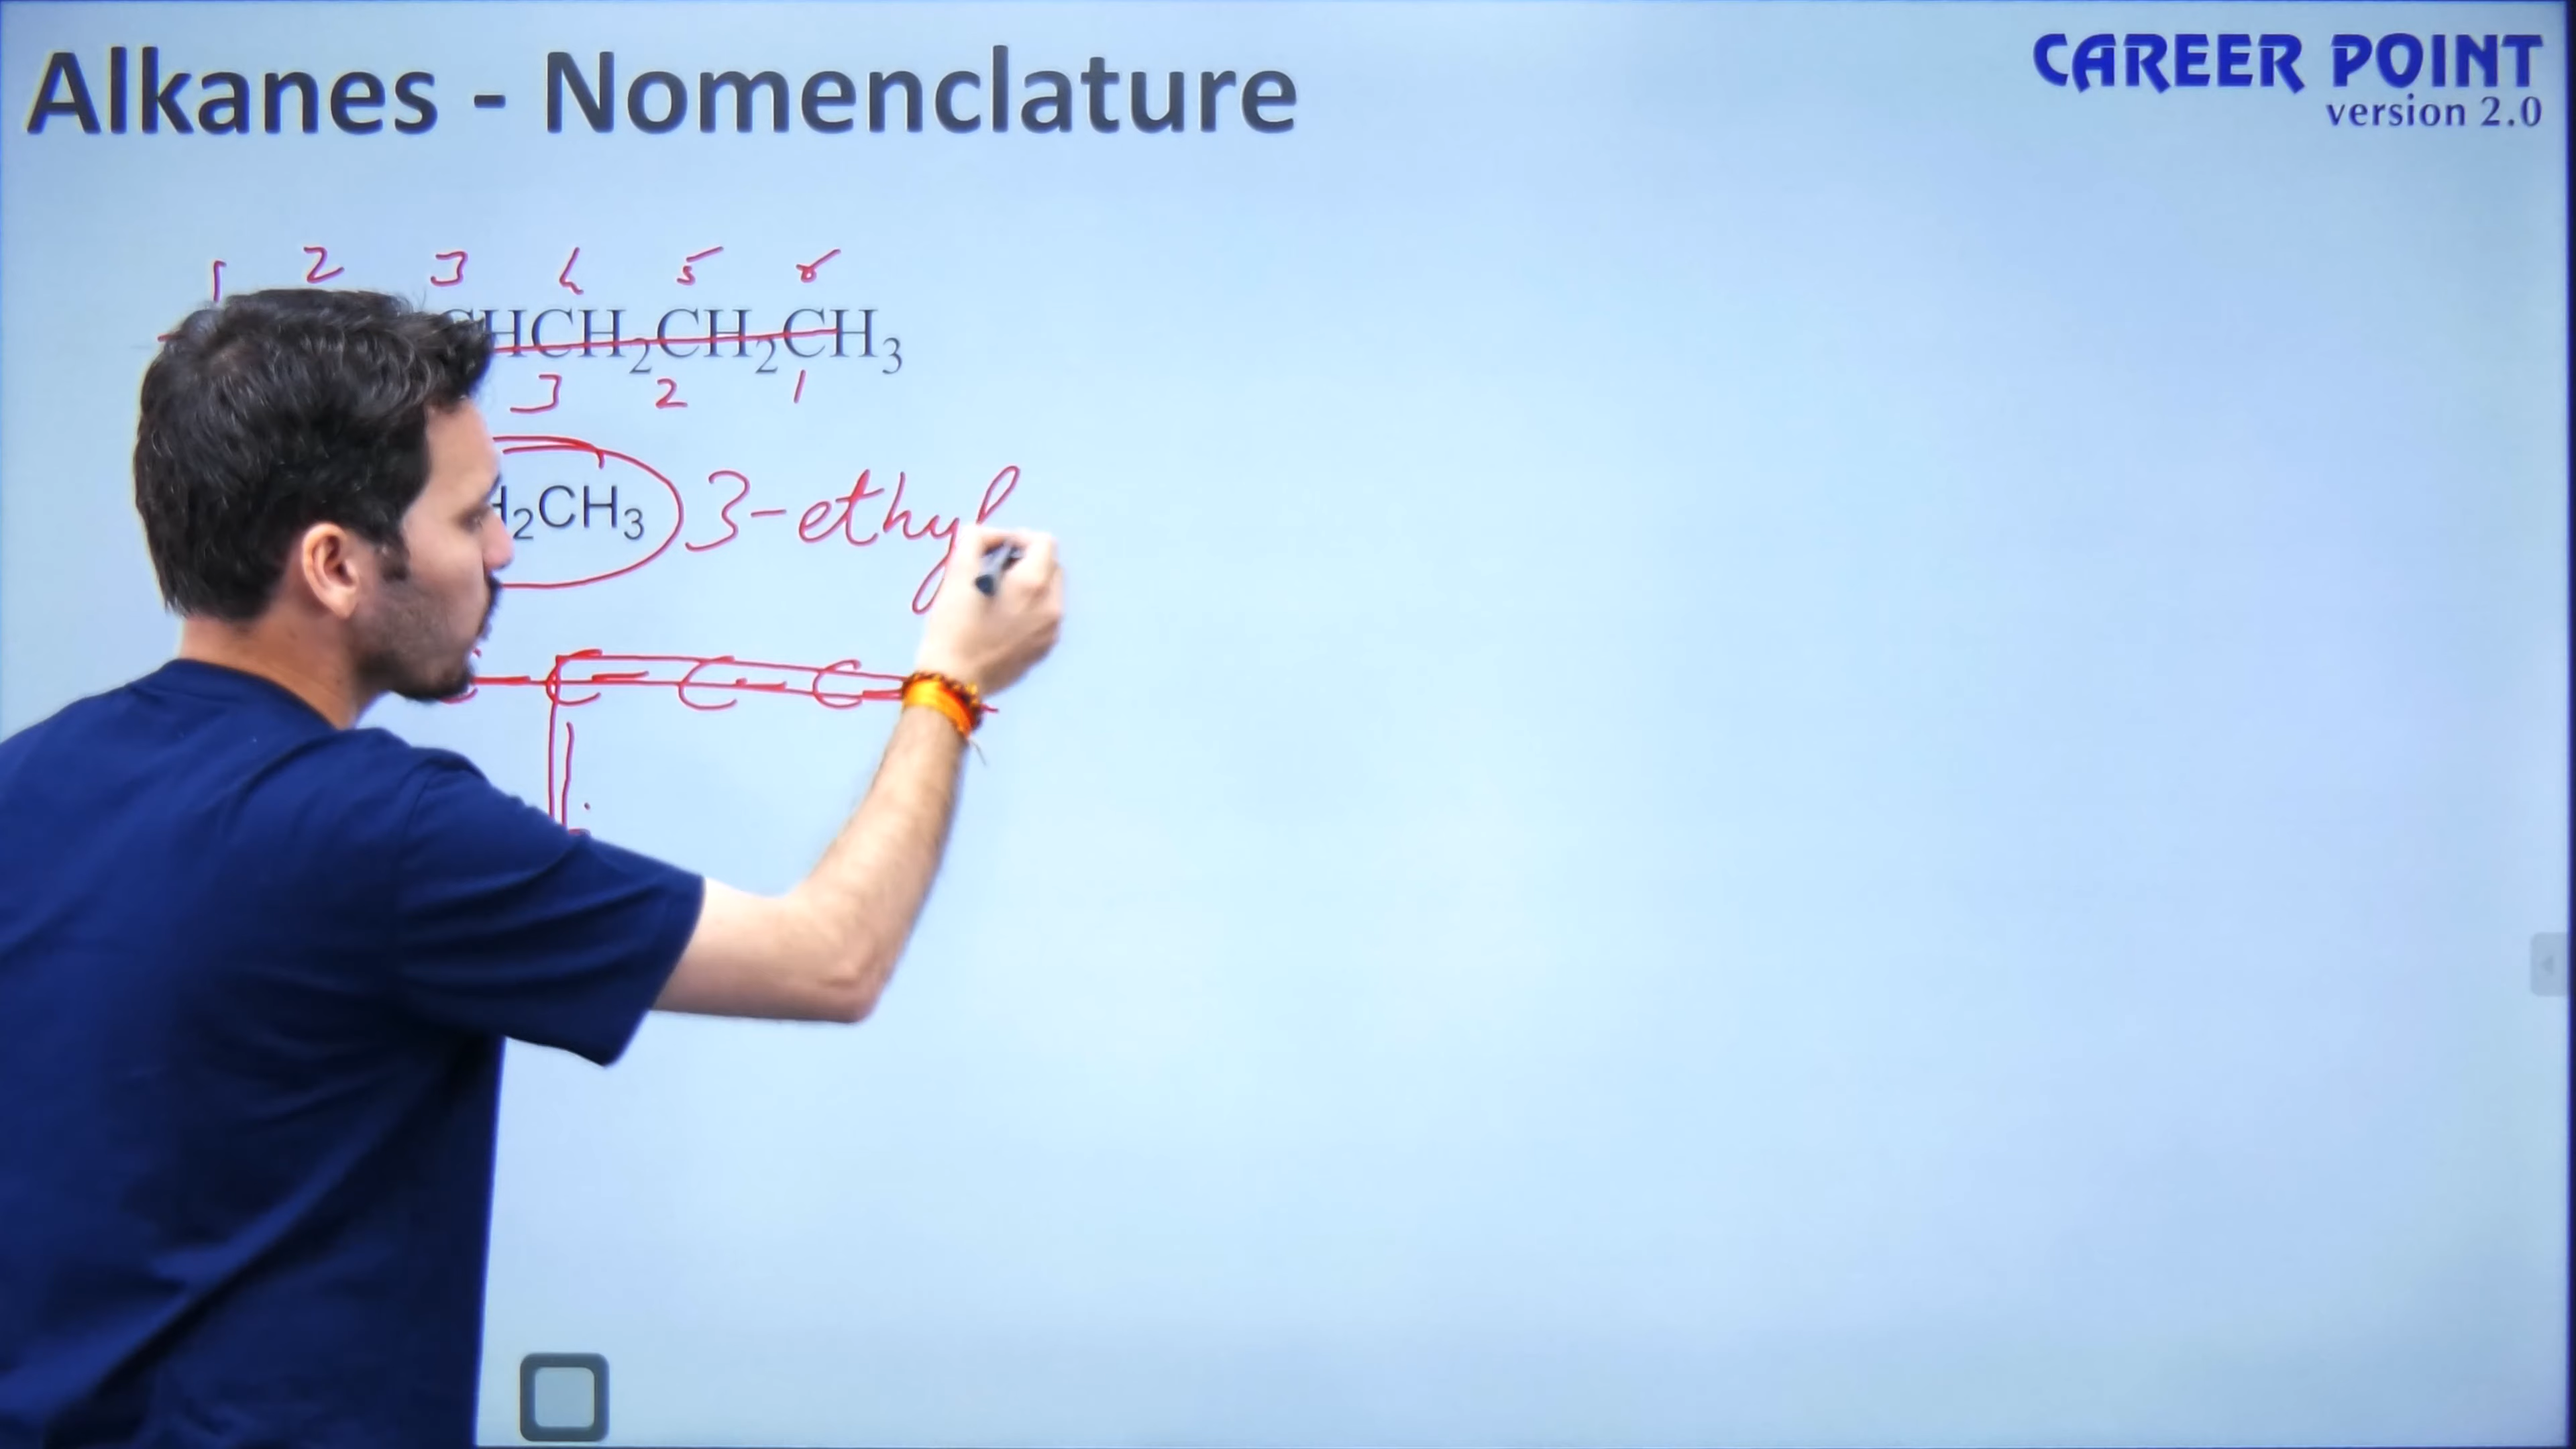 Alkanes - Nomenclature
CAREER POINT
version 2.0
1 2 3 4 5 6
CHCH₂CH₂CH₃
3 2 1
H₂CH₃
3-ethyl
C C C C